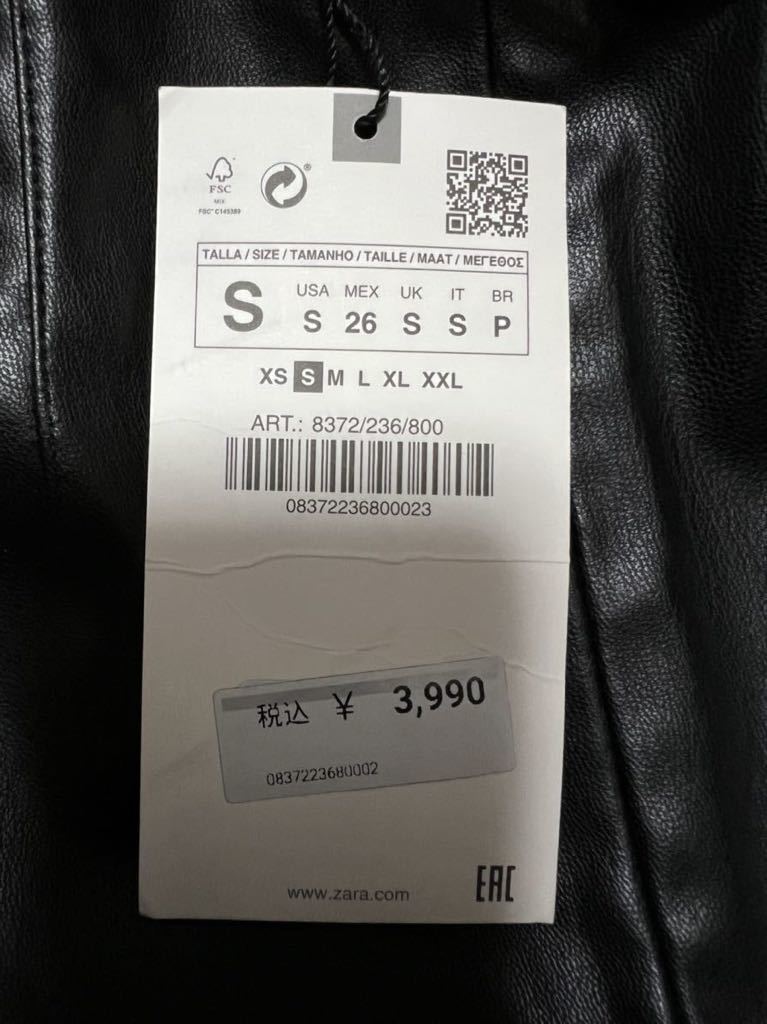 FSC
MIX
FSC® C145389
TALLA / SIZE / TAMANHO / TAILLE / MAAT / ΜΕΓΕΘΟΣ
S
USA MEX UK IT BR
S 26 S S P
XS S M L XL XXL
ART.: 8372/236/800
08372236800023
税込 ¥ 3,990
0837223680002
www.zara.com
EAC